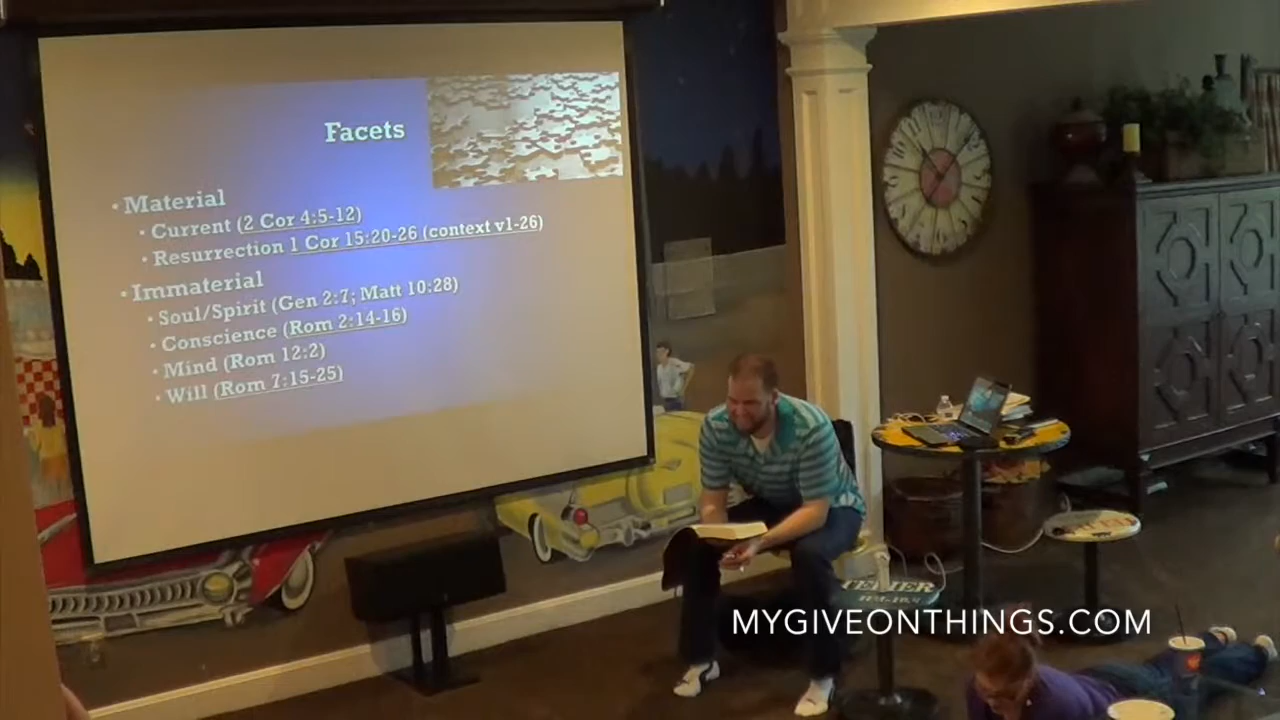 Facets
• Material
• Current (2 Cor 4:5-12)
• Resurrection 1 Cor 15:20-26 (context v1-26)
• Immaterial
• Soul/Spirit (Gen 2:7; Matt 10:28)
• Conscience (Rom 2:14-16)
• Mind (Rom 12:2)
• Will (Rom 7:15-25)
MYGIVEONTHINGS.COM